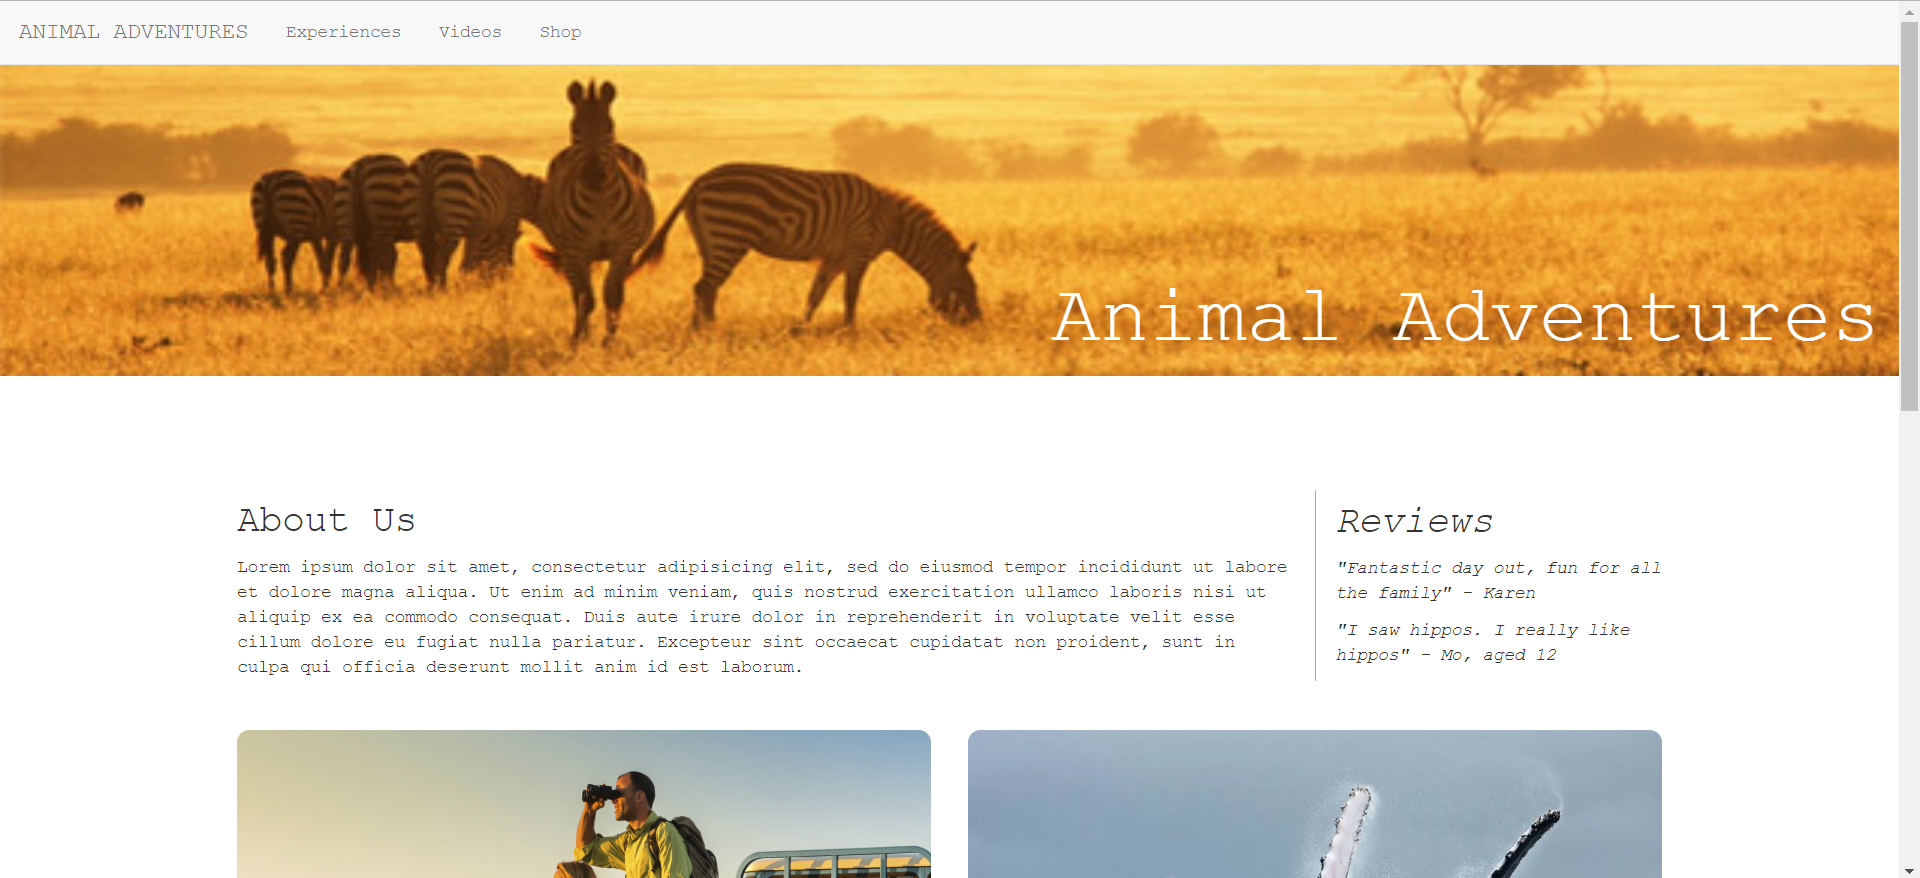 ANIMAL ADVENTURES Experiences Videos Shop
Animal Adventures
About Us
Lorem ipsum dolor sit amet, consectetur adipisicing elit, sed do eiusmod tempor incididunt ut labore
et dolore magna aliqua. Ut enim ad minim veniam, quis nostrud exercitation ullamco laboris nisi ut
aliquip ex ea commodo consequat. Duis aute irure dolor in reprehenderit in voluptate velit esse
cillum dolore eu fugiat nulla pariatur. Excepteur sint occaecat cupidatat non proident, sunt in
culpa qui officia deserunt mollit anim id est laborum.
Reviews
"Fantastic day out, fun for all
the family" - Karen
"I saw hippos. I really like
hippos" - Mo, aged 12